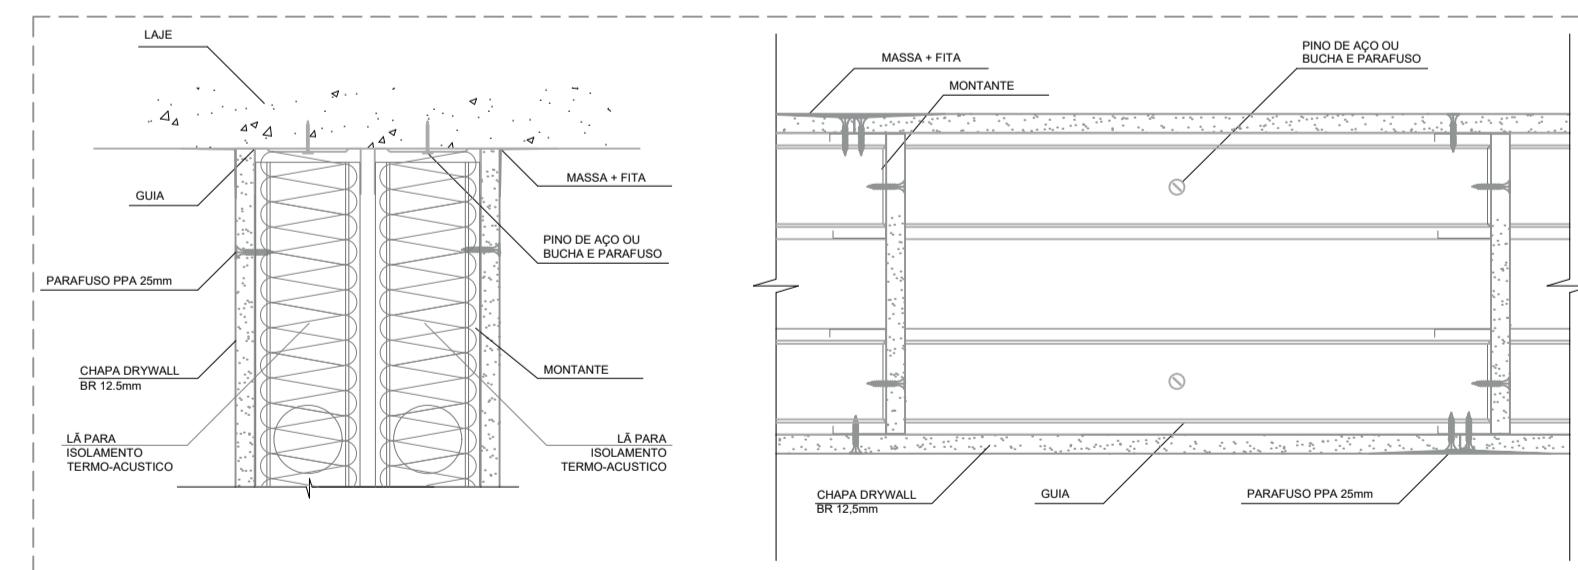 LAJE
GUIA
MASSA + FITA
PINO DE AÇO OU
BUCHA E PARAFUSO
PARAFUSO PPA 25mm
CHAPA DRYWALL
BR 12.5mm
MONTANTE
LÃ PARA
ISOLAMENTO
TERMO-ACUSTICO
LÃ PARA
ISOLAMENTO
TERMO-ACUSTICO
MASSA + FITA
MONTANTE
PINO DE AÇO OU
BUCHA E PARAFUSO
CHAPA DRYWALL
BR 12,5mm
GUIA
PARAFUSO PPA 25mm